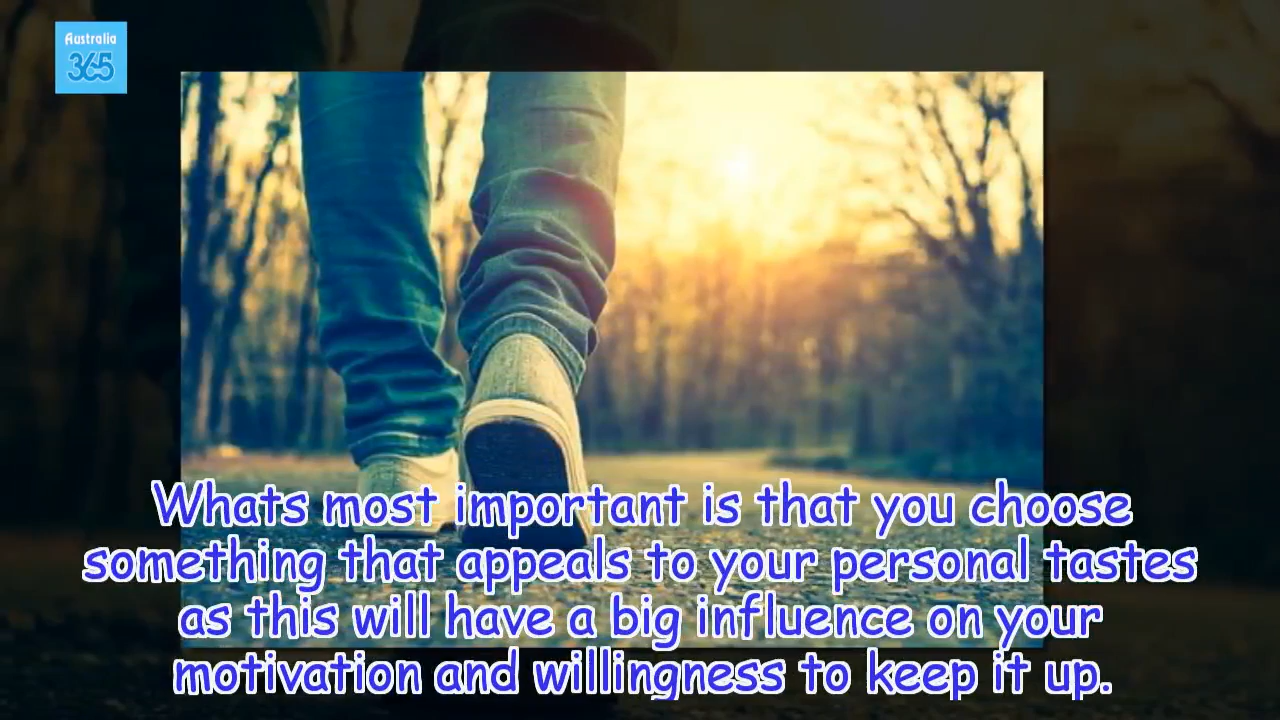 Australia
365
Whats most important is that you choose
something that appeals to your personal tastes
as this will have a big influence on your
motivation and willingness to keep it up.